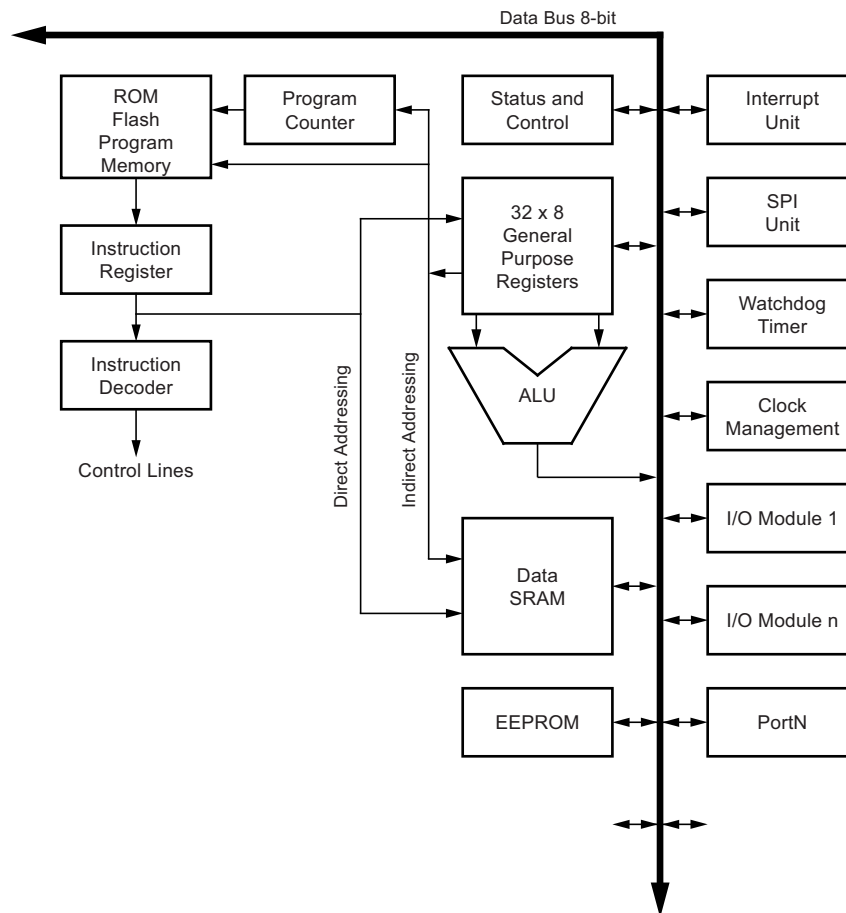 Data Bus 8-bit
ROM
Flash
Program
Memory
Program
Counter
Status and
Control
Interrupt
Unit
32 x 8
General
Purpose
Registers
SPI
Unit
Instruction
Register
Watchdog
Timer
Instruction
Decoder
ALU
Clock
Management
Control Lines
Direct Addressing
Indirect Addressing
I/O Module 1
Data
SRAM
I/O Module n
EEPROM
PortN